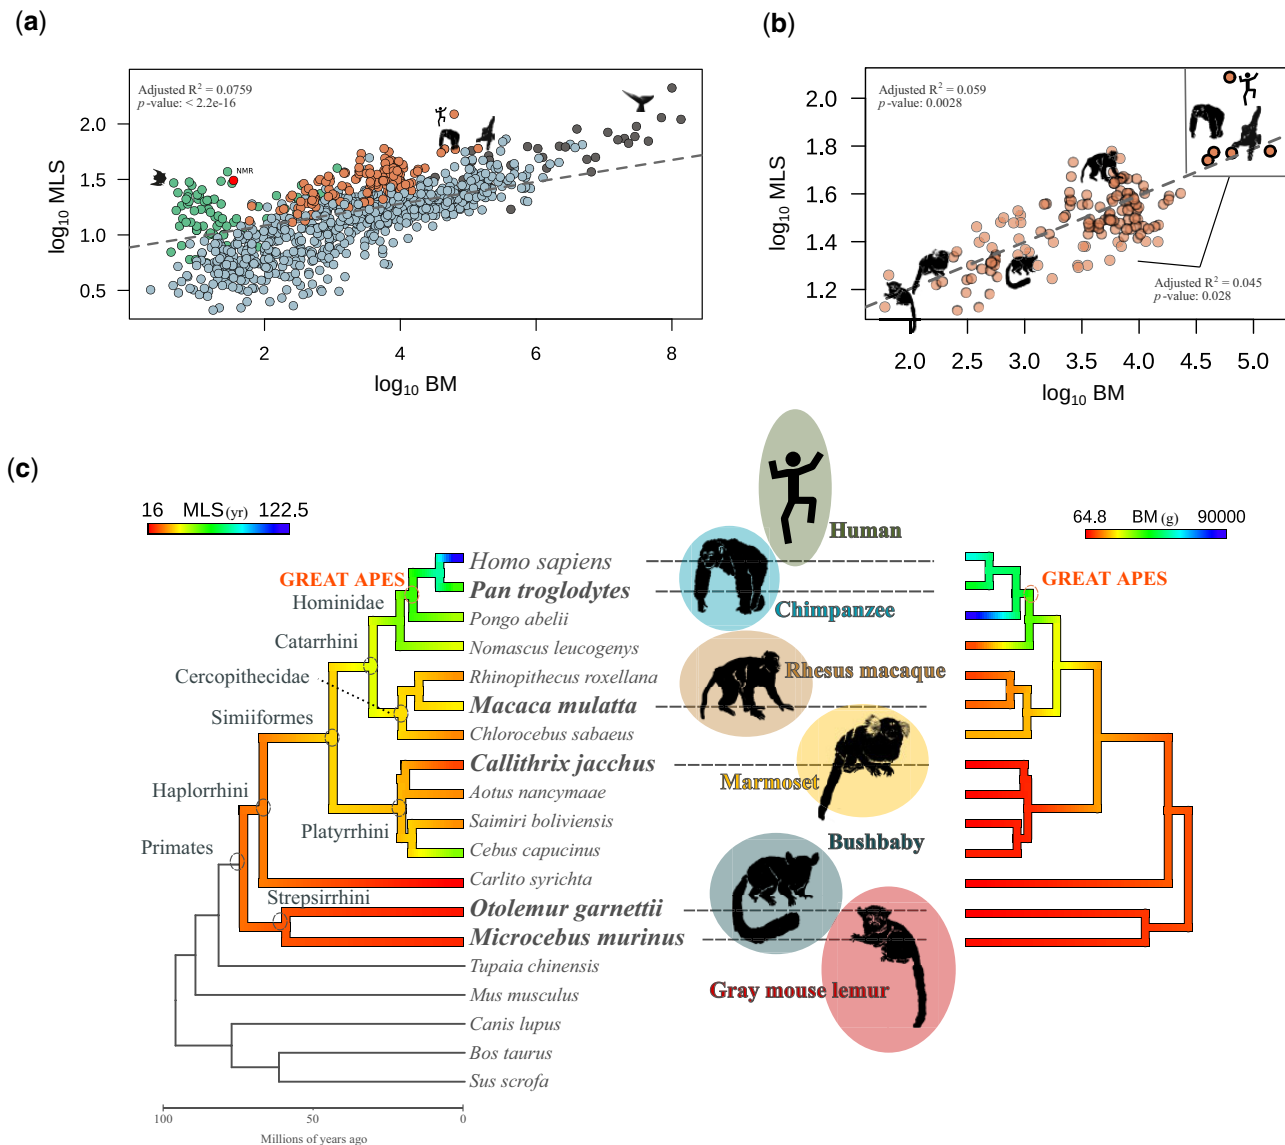 (a)
Adjusted R² = 0.0759
p-value: < 2.2e-16
NMR
log₁₀ MLS
2.0
1.5
1.0
0.5
2
4
6
8
log₁₀ BM
(b)
Adjusted R² = 0.059
p-value: 0.0028
log₁₀ MLS
2.0
1.8
1.6
1.4
1.2
Adjusted R² = 0.045
p-value: 0.028
2.0
2.5
3.0
3.5
4.0
4.5
5.0
log₁₀ BM
(c)
16 MLS (yr) 122.5
64.8 BM (g) 90000
GREAT APES
Hominidae
Catarrhini
Cercopithecidae
Simiiformes
Haplorrhini
Platyrrhini
Primates
Strepsirrhini
Homo sapiens
Pan troglodytes
Pongo abelii
Nomascus leucogenys
Rhinopithecus roxellana
Macaca mulatta
Chlorocebus sabaeus
Callithrix jacchus
Aotus nancymaae
Saimiri boliviensis
Cebus capucinus
Carlito syrichta
Otolemur garnettii
Microcebus murinus
Tupaia chinensis
Mus musculus
Canis lupus
Bos taurus
Sus scrofa
100
50
0
Millions of years ago
Human
Chimpanzee
Rhesus macaque
Marmoset
Bushbaby
Gray mouse lemur
GREAT APES